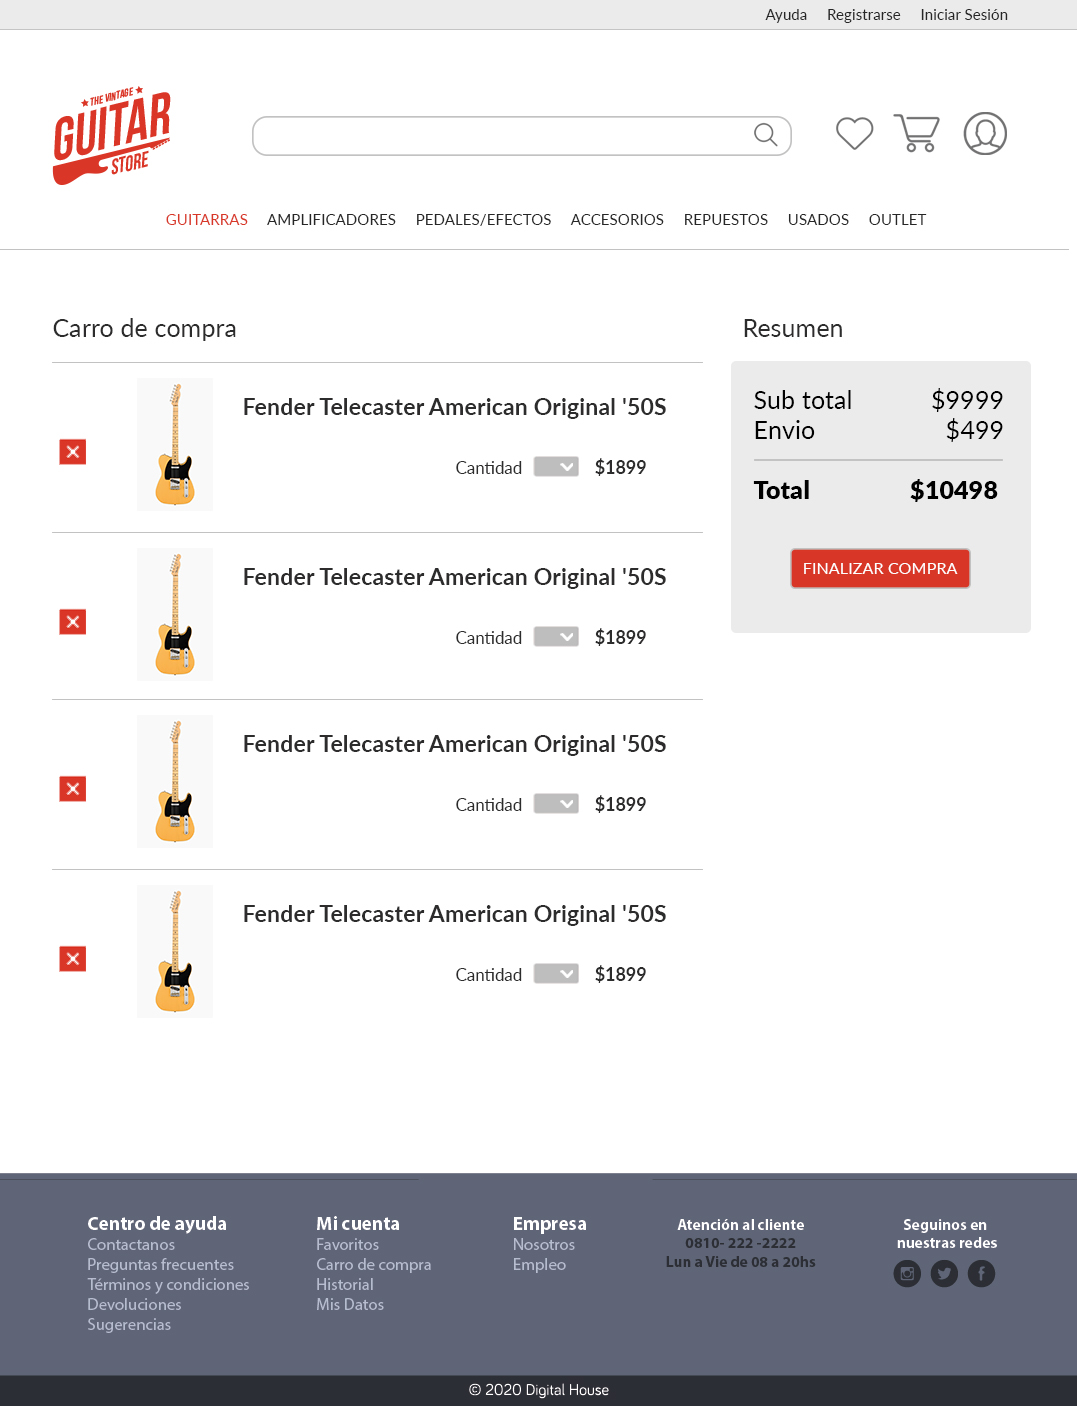 Ayuda Registrarse Iniciar Sesión
THE VINTAGE
GUITAR
STORE
GUITARRAS AMPLIFICADORES PEDALES/EFECTOS ACCESORIOS REPUESTOS USADOS OUTLET
Carro de compra
Fender Telecaster American Original '50S
Cantidad $1899
Fender Telecaster American Original '50S
Cantidad $1899
Fender Telecaster American Original '50S
Cantidad $1899
Fender Telecaster American Original '50S
Cantidad $1899
Resumen
Sub total $9999
Envio $499
Total $10498
FINALIZAR COMPRA
Centro de ayuda
Contactanos
Preguntas frecuentes
Términos y condiciones
Devoluciones
Sugerencias
Mi cuenta
Favoritos
Carro de compra
Historial
Mis Datos
Empresa
Nosotros
Empleo
Atención al cliente
0810- 222 -2222
Lun a Vie de 08 a 20hs
Seguinos en
nuestras redes
© 2020 Digital House